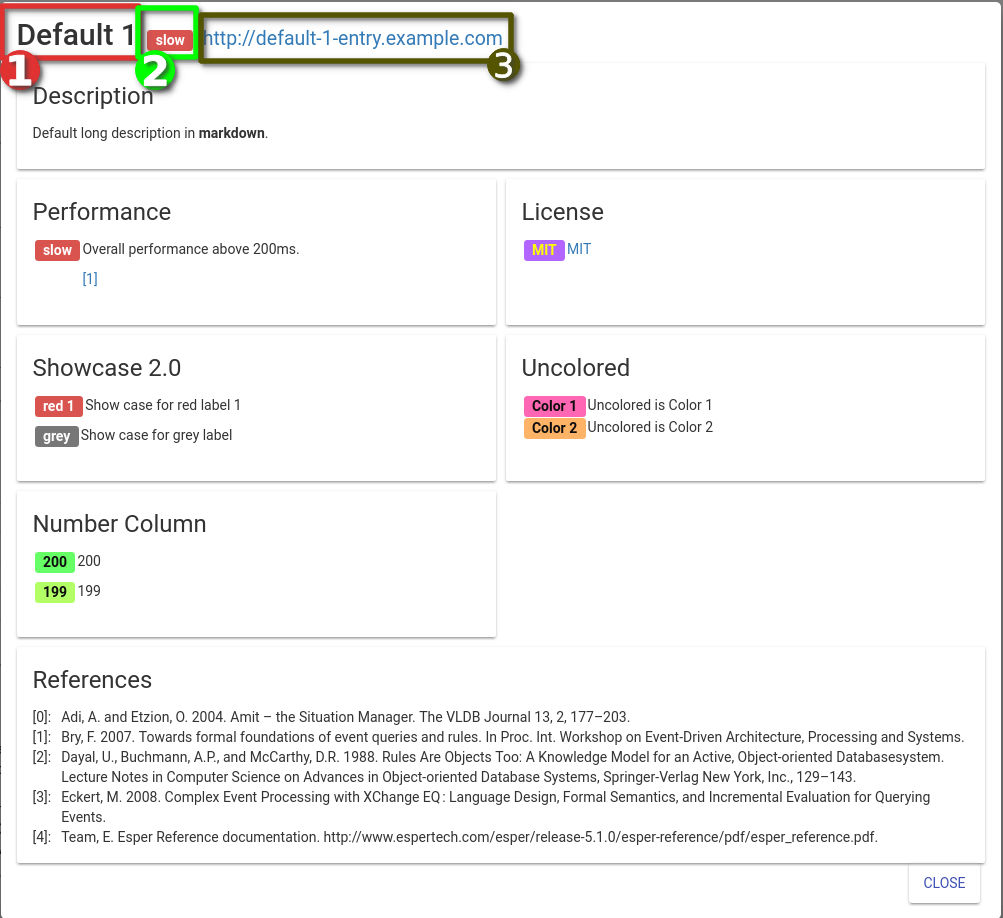 Default 1 slow http://default-1-entry.example.com
1 2 3
Description
Default long description in markdown.
Performance
slow Overall performance above 200ms.
[1]
License
MIT MIT
Showcase 2.0
red 1 Show case for red label 1
grey Show case for grey label
Uncolored
Color 1 Uncolored is Color 1
Color 2 Uncolored is Color 2
Number Column
200 200
199 199
References
[0]: Adi, A. and Etzion, O. 2004. Amit – the Situation Manager. The VLDB Journal 13, 2, 177–203.
[1]: Bry, F. 2007. Towards formal foundations of event queries and rules. In Proc. Int. Workshop on Event-Driven Architecture, Processing and Systems.
[2]: Dayal, U., Buchmann, A.P., and McCarthy, D.R. 1988. Rules Are Objects Too: A Knowledge Model for an Active, Object-oriented Databasesystem.
Lecture Notes in Computer Science on Advances in Object-oriented Database Systems, Springer-Verlag New York, Inc., 129–143.
[3]: Eckert, M. 2008. Complex Event Processing with XChange EQ : Language Design, Formal Semantics, and Incremental Evaluation for Querying
Events.
[4]: Team, E. Esper Reference documentation. http://www.espertech.com/esper/release-5.1.0/esper-reference/pdf/esper_reference.pdf.
CLOSE